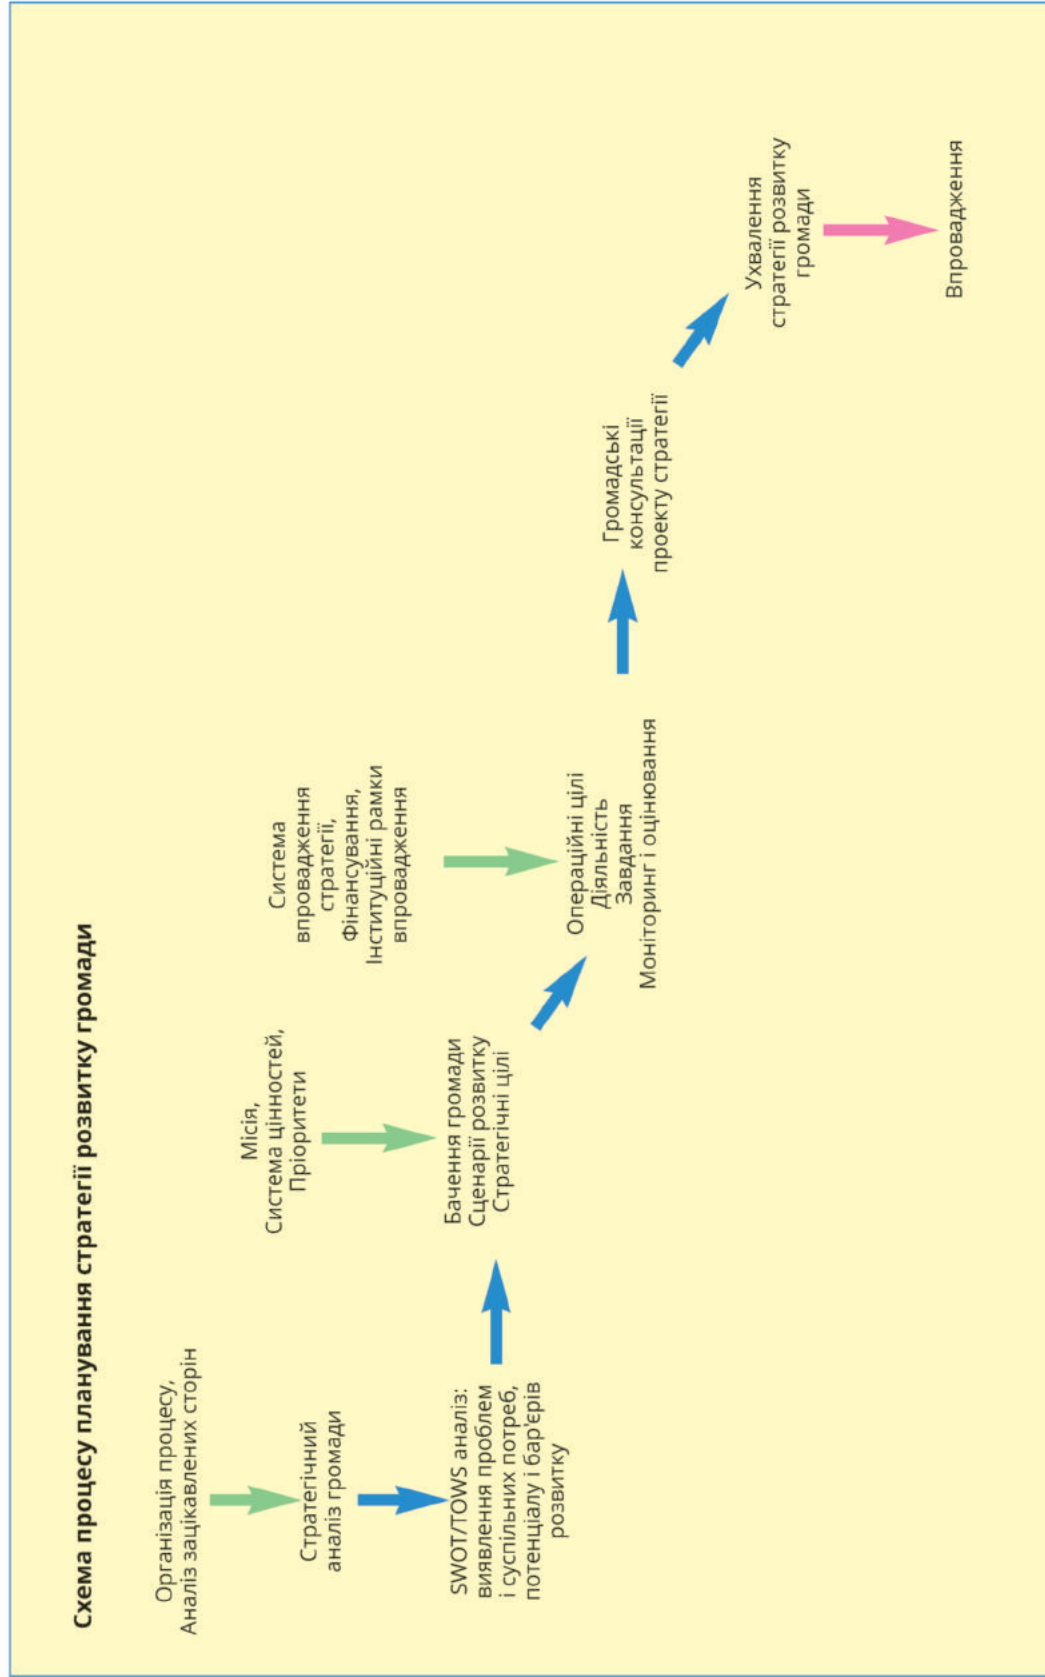 Схема процесу планування стратегії розвитку громади
Організація процесу,
Аналіз зацікавлених сторін
Стратегічний
аналіз громади
SWOT/TOWS аналіз:
виявлення проблем
і суспільних потреб,
потенціалу і бар'єрів
розвитку
Місія,
Система цінностей,
Пріоритети
Бачення громади
Сценарії розвитку
Стратегічні цілі
Система
впровадження
стратегії,
Фінансування,
Інституційні рамки
впровадження
Операційні цілі
Діяльність
Завдання
Моніторинг і оцінювання
Громадські
консультації
проекту стратегії
Ухвалення
стратегії розвитку
громади
Впровадження